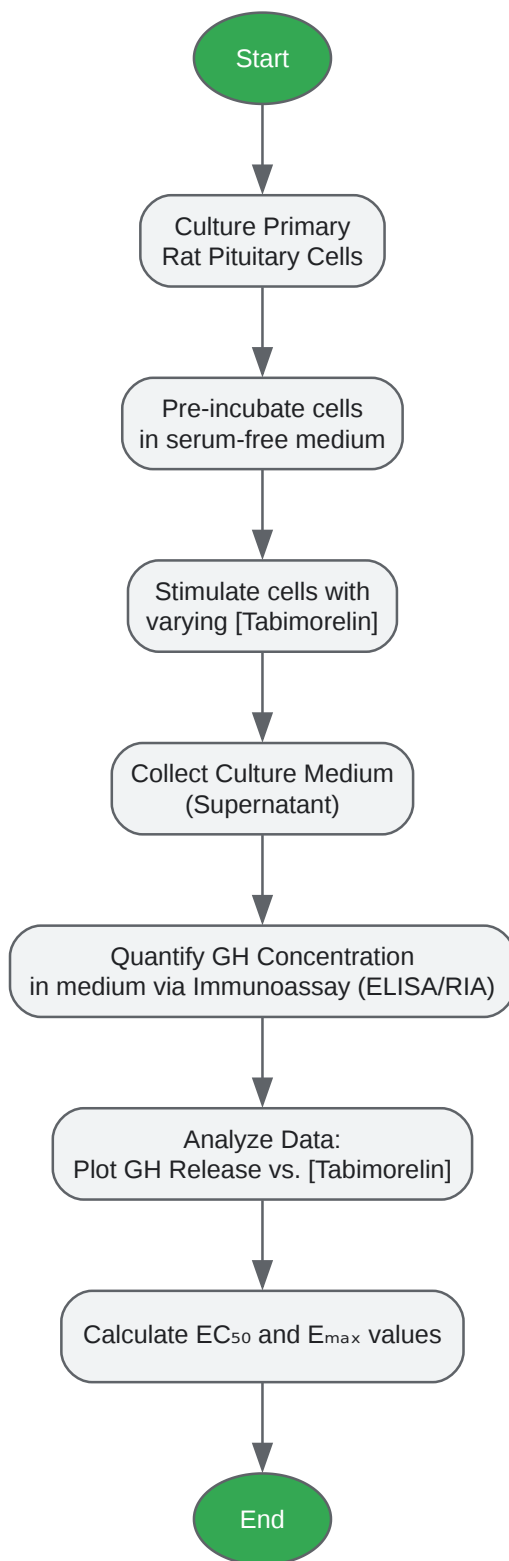 Start
Culture Primary
Rat Pituitary Cells
Pre-incubate cells
in serum-free medium
Stimulate cells with
varying [Tabimorelin]
Collect Culture Medium
(Supernatant)
Quantify GH Concentration
in medium via Immunoassay (ELISA/RIA)
Analyze Data:
Plot GH Release vs. [Tabimorelin]
Calculate EC₅₀ and Eₘₐₓ values
End